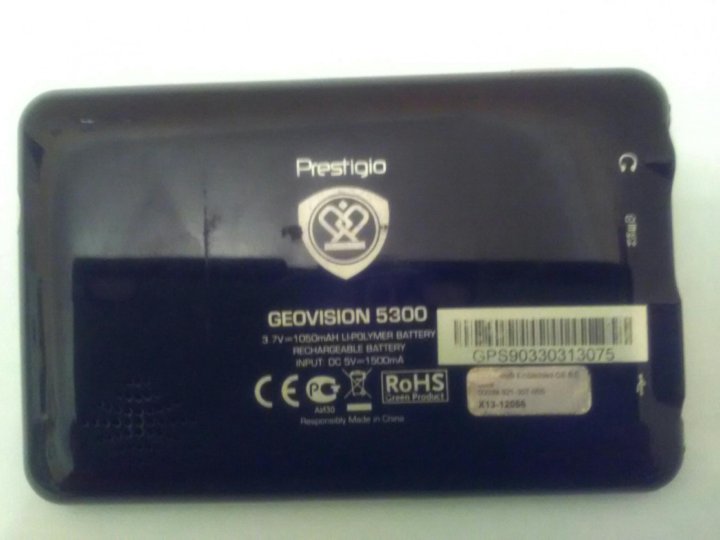 Prestigio
GEOVISION 5300
3.7V⎓1050mAH LI-POLYMER BATTERY
RECHARGEABLE BATTERY
INPUT: DC 5V⎓1500mA
GPS90330313075
CE
RoHS
Green Product
X13-12055
Responsibly Made in China